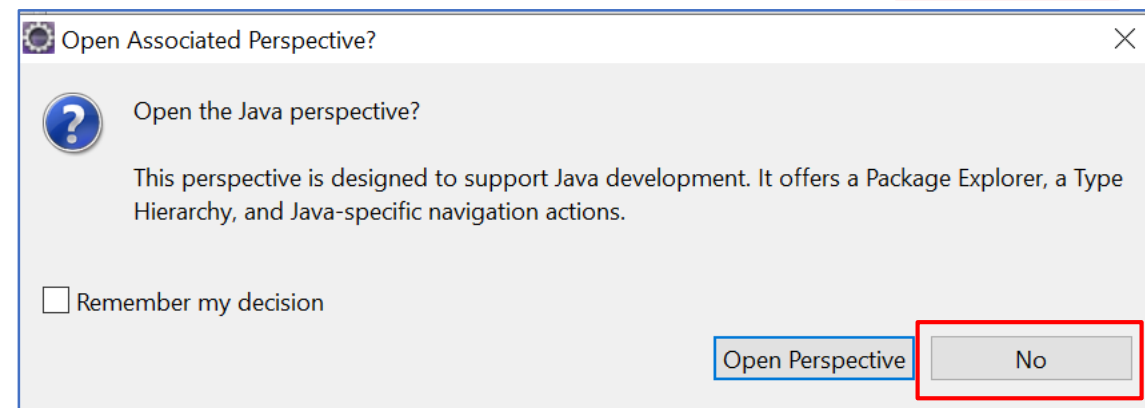 Open Associated Perspective?
Open the Java perspective?
This perspective is designed to support Java development. It offers a Package Explorer, a Type
Hierarchy, and Java-specific navigation actions.
Remember my decision
Open Perspective
No